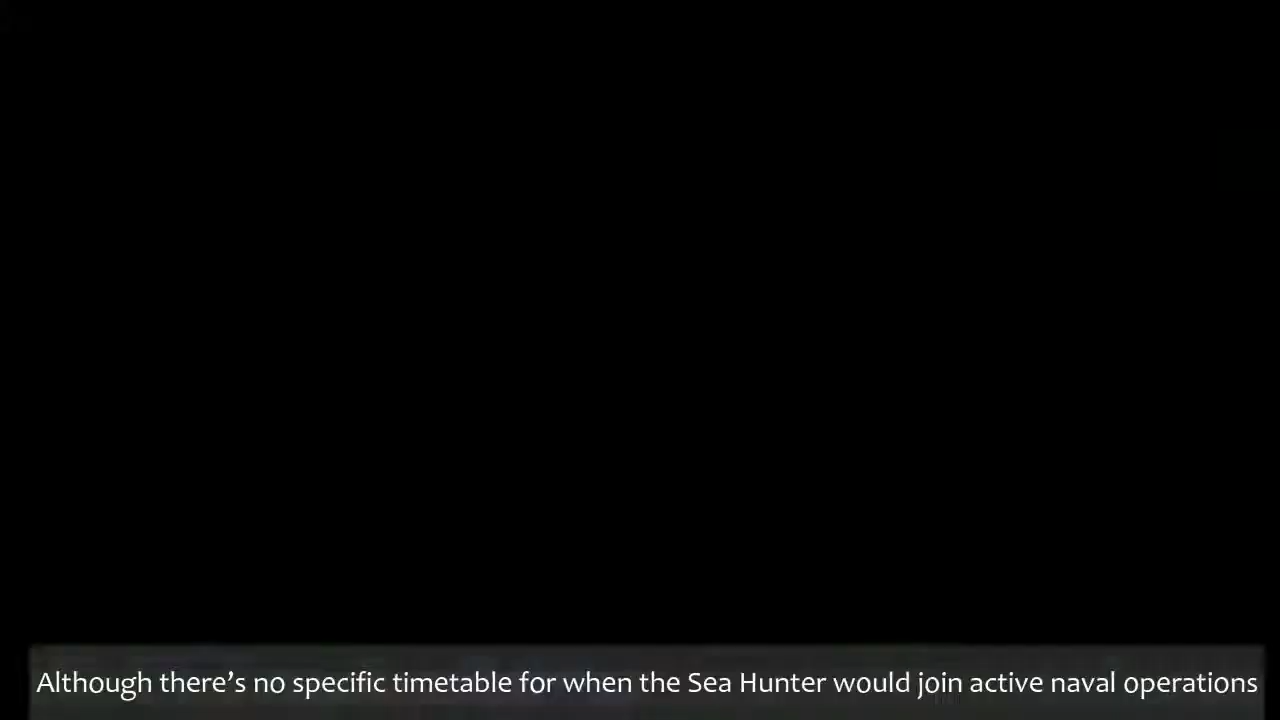 Although there’s no specific timetable for when the Sea Hunter would join active naval operations